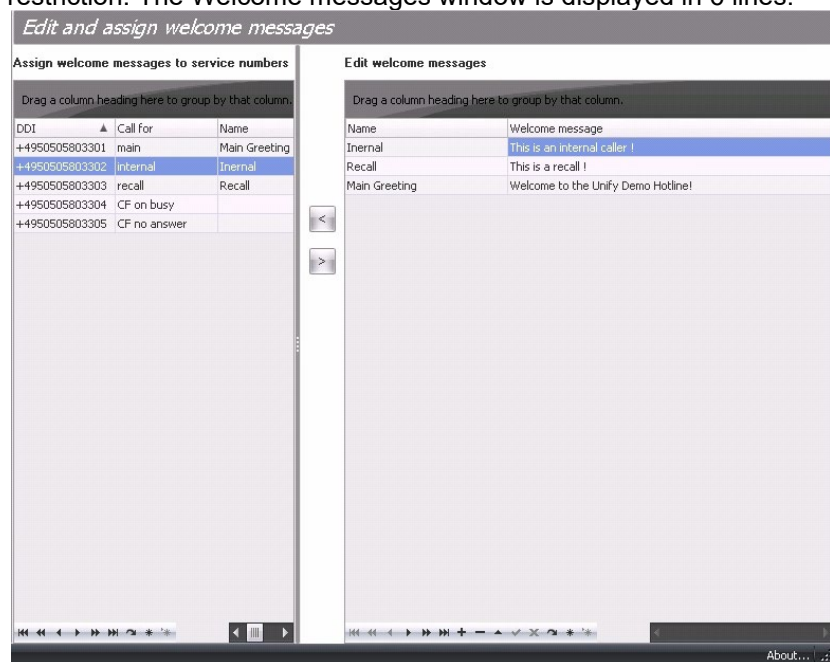 restriction. The Welcome messages window is displayed in 6 lines.
Edit and assign welcome messages
Assign welcome messages to service numbers
Drag a column heading here to group by that column.
DDI Call for Name
+4950505803301 main Main Greeting
+4950505803302 internal Inernal
+4950505803303 recall Recall
+4950505803304 CF on busy
+4950505803305 CF no answer
<
>
Edit welcome messages
Drag a column heading here to group by that column.
Name Welcome message
Inernal This is an internal caller !
Recall This is a recall !
Main Greeting Welcome to the Unify Demo Hotline!
About...